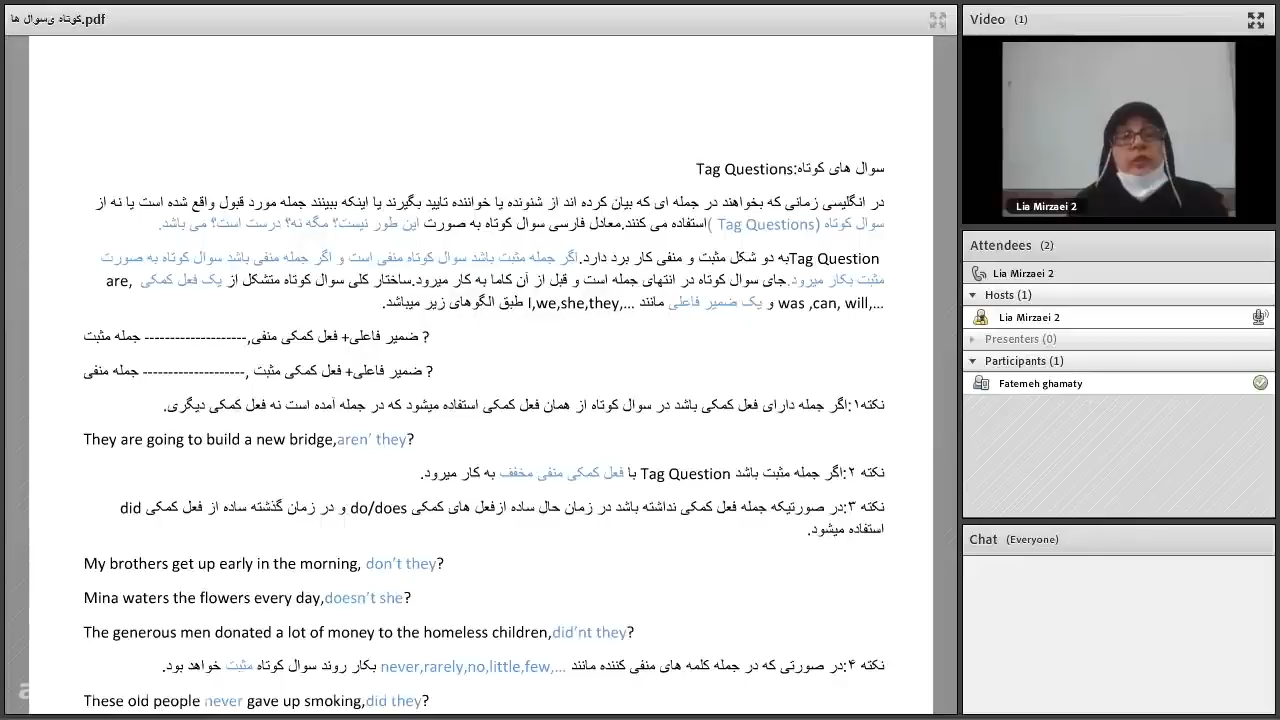 کوتاه ی‌سوال ها.pdf
سوال های کوتاه:Tag Questions
در انگلیسی زمانی که بخواهند در جمله ای که بیان کرده اند از شنونده یا خواننده تایید بگیرند یا اینکه ببینند جمله مورد قبول واقع شده است یا نه از
سوال کوتاه (Tag Questions )استفاده می کنند.معادل فارسی سوال کوتاه به صورت این طور نیست؟ مگه نه؟ درست است؟ می باشد.
Tag Questionبه دو شکل مثبت و منفی کار برد دارد.اگر جمله مثبت باشد سوال کوتاه منفی است و اگر جمله منفی باشد سوال کوتاه به صورت
مثبت بکار میرود.جای سوال کوتاه در انتهای جمله است و قبل از آن کاما به کار میرود.ساختار کلی سوال کوتاه متشکل از یک فعل کمکی are,
was ,can, will,... و یک ضمیر فاعلی مانند I,we,she,they,... طبق الگوهای زیر میباشد.
? ضمیر فاعلی+ فعل کمکی منفی,-------------------- جمله مثبت
? ضمیر فاعلی+ فعل کمکی مثبت ,-------------------- جمله منفی
نکته۱:اگر جمله دارای فعل کمکی باشد در سوال کوتاه از همان فعل کمکی استفاده میشود که در جمله آمده است نه فعل کمکی دیگری.
They are going to build a new bridge,aren’ they?
نکته ۲:اگر جمله مثبت باشد Tag Question با فعل کمکی منفی مخفف به کار میرود.
نکته ۳:در صورتیکه جمله فعل کمکی نداشته باشد در زمان حال ساده ازفعل های کمکی do/does و در زمان گذشته ساده از فعل کمکی did
استفاده میشود.
My brothers get up early in the morning, don’t they?
Mina waters the flowers every day,doesn’t she?
The generous men donated a lot of money to the homeless children,did’nt they?
نکته ۴:در صورتی که در جمله کلمه های منفی کننده مانند never,rarely,no,little,few,... بکار روند سوال کوتاه مثبت خواهد بود.
These old people never gave up smoking,did they?
Video (1)
Lia Mirzaei 2
Attendees (2)
Lia Mirzaei 2
Hosts (1)
Lia Mirzaei 2
Presenters (0)
Participants (1)
Fatemeh ghamaty
Chat (Everyone)